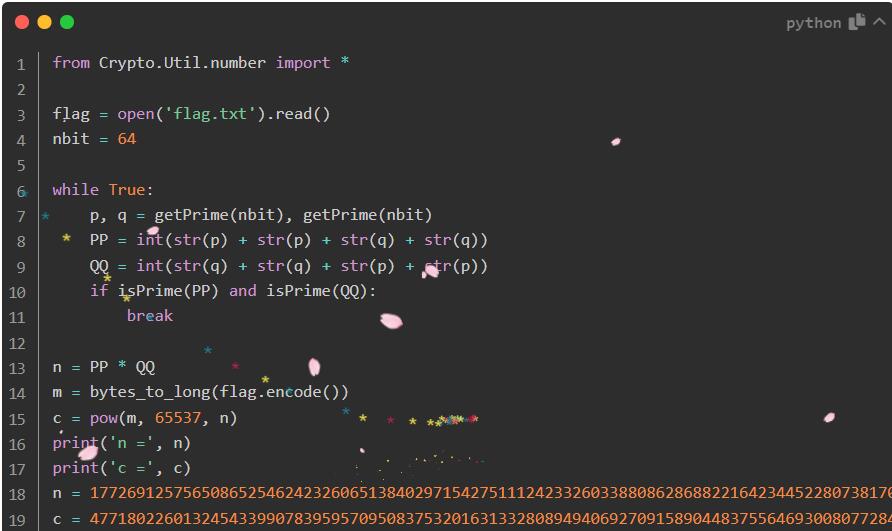 python
1 from Crypto.Util.number import *
2
3 flag = open('flag.txt').read()
4 nbit = 64
5
6 while True:
7     p, q = getPrime(nbit), getPrime(nbit)
8     PP = int(str(p) + str(p) + str(q) + str(q))
9     QQ = int(str(q) + str(q) + str(p) + str(p))
10     if isPrime(PP) and isPrime(QQ):
11         break
12
13 n = PP * QQ
14 m = bytes_to_long(flag.encode())
15 c = pow(m, 65537, n)
16 print('n =', n)
17 print('c =', c)
18 n = 17726912575650865254624232606513840297154275111242332603388086286882216423445228073817
19 c = 4771802260132454339907839595709508375320163133280894940692709158904483755646930080772 8